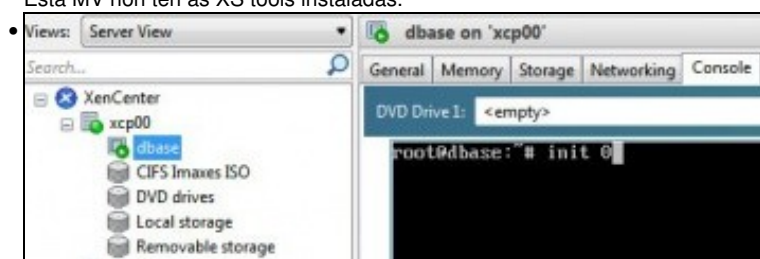 Esta MV non ten as XS tools instaladas.
Views: Server View
Search...
XenCenter
xcp00
dbase
CIFS Imaxes ISO
DVD drives
Local storage
Removable storage
dbase on 'xcp00'
General Memory Storage Networking Console
DVD Drive 1: <empty>
root@dbase:~# init 0